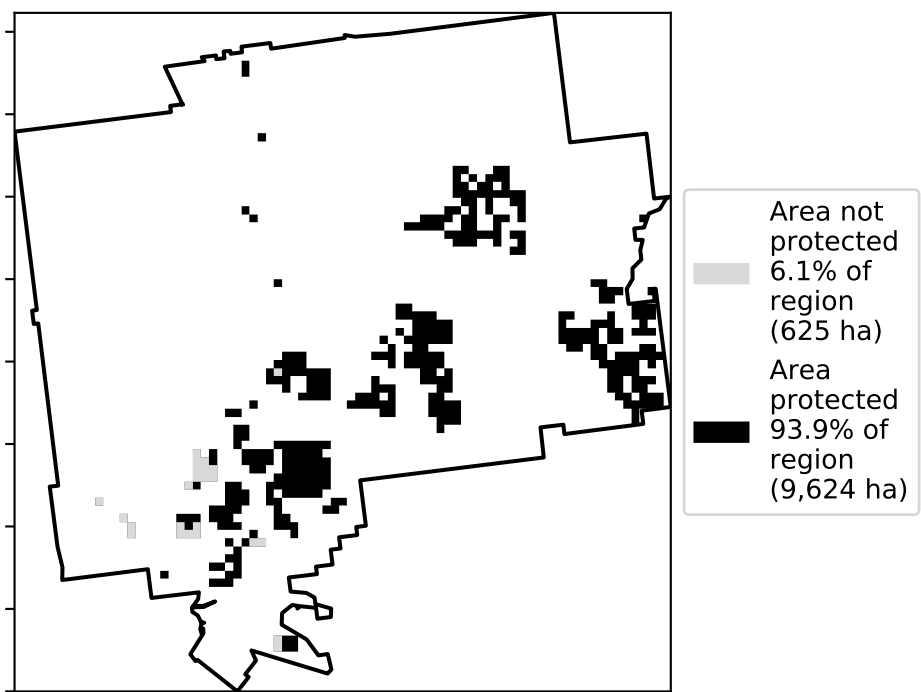 Area not
protected
6.1% of
region
(625 ha)
Area
protected
93.9% of
region
(9,624 ha)